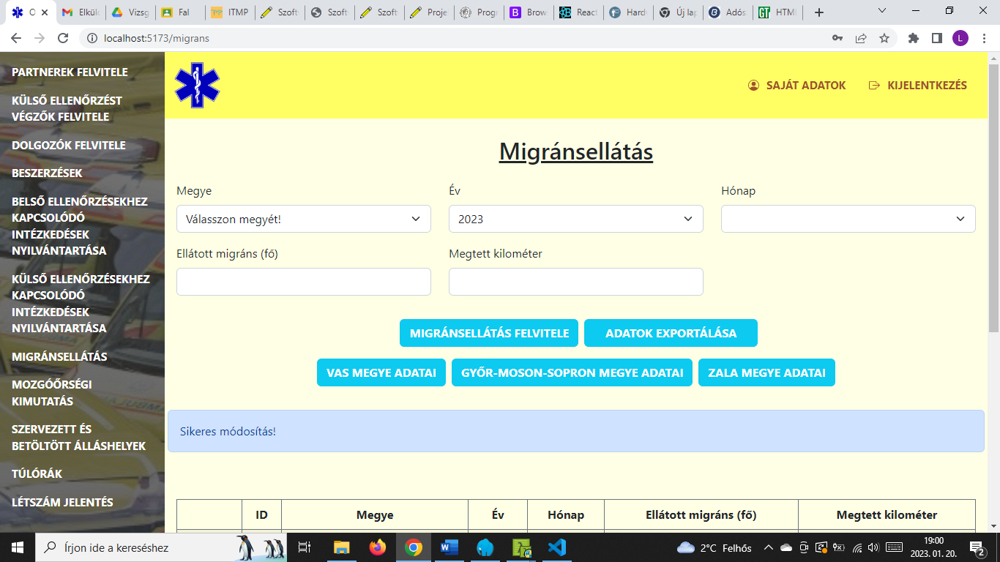 O
Elkül
Vizsg
Fal
ITMP
Szoft
Szoft
Szoft
Proje
Progr
Brow
React
Hard
Új lap
Adós
HTML
localhost:5173/migrans
L
PARTNEREK FELVITELE
KÜLSŐ ELLENŐRZÉST
VÉGZŐK FELVITELE
DOLGOZÓK FELVITELE
BESZERZÉSEK
BELSŐ ELLENŐRZÉSEKHEZ
KAPCSOLÓDÓ
INTÉZKEDÉSEK
NYILVÁNTARTÁSA
KÜLSŐ ELLENŐRZÉSEKHEZ
KAPCSOLÓDÓ
INTÉZKEDÉSEK
NYILVÁNTARTÁSA
MIGRÁNSELLÁTÁS
MOZGÓŐRSÉGI
KIMUTATÁS
SZERVEZETT ÉS
BETÖLTÖTT ÁLLÁSHELYEK
TÚLÓRÁK
LÉTSZÁM JELENTÉS
SAJÁT ADATOK
KIJELENTKEZÉS
Migránsellátás
Megye
Év
Hónap
Válasszon megyét!
2023
Ellátott migráns (fő)
Megtett kilométer
MIGRÁNSELLÁTÁS FELVITELE
ADATOK EXPORTÁLÁSA
VAS MEGYE ADATAI
GYŐR-MOSON-SOPRON MEGYE ADATAI
ZALA MEGYE ADATAI
Sikeres módosítás!
ID
Megye
Év
Hónap
Ellátott migráns (fő)
Megtett kilométer
Írjon ide a kereséshez
2°C Felhős
19:00
2023. 01. 20.
2